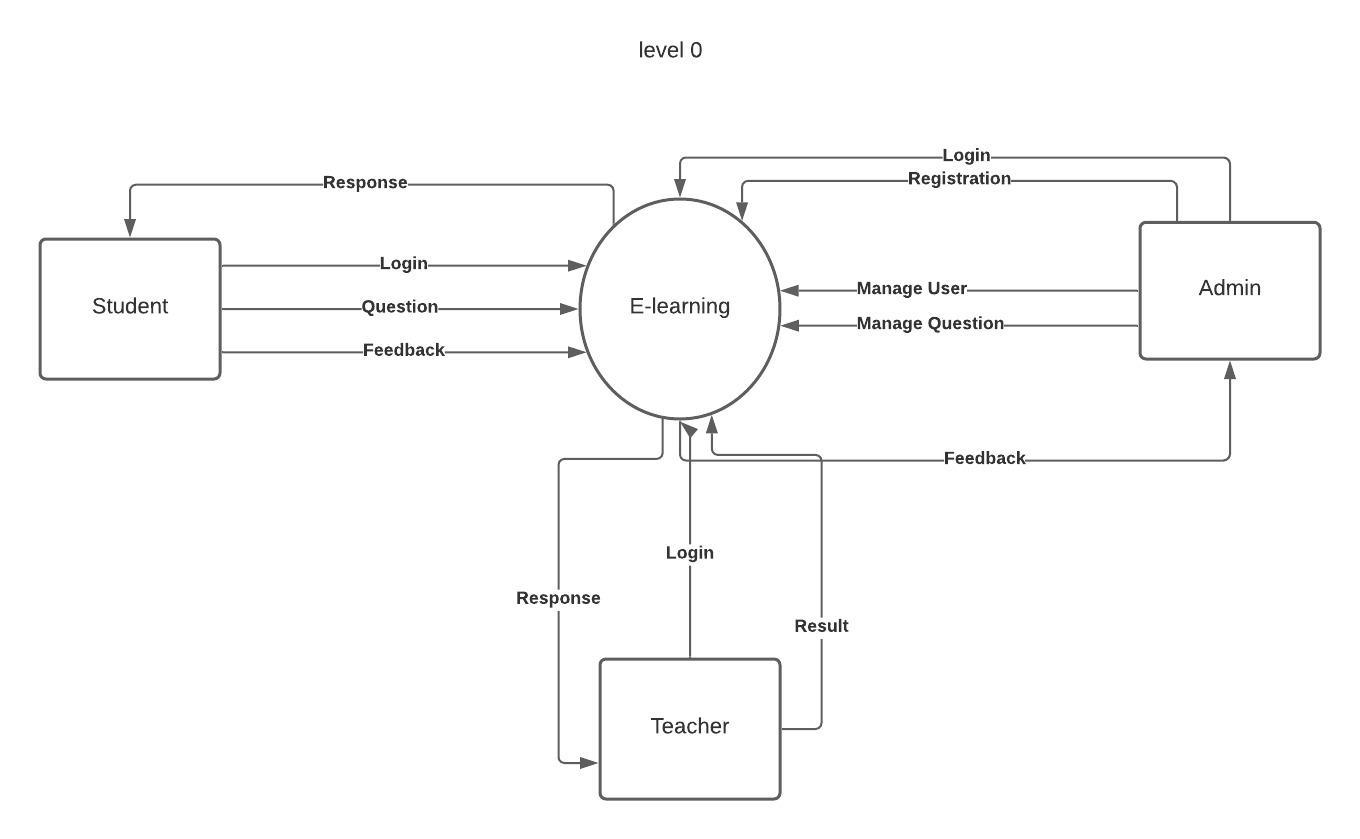 level 0
Login
Registration
Response
Login
Question
Feedback
Student
E-learning
Manage User
Manage Question
Admin
Feedback
Login
Response
Result
Teacher